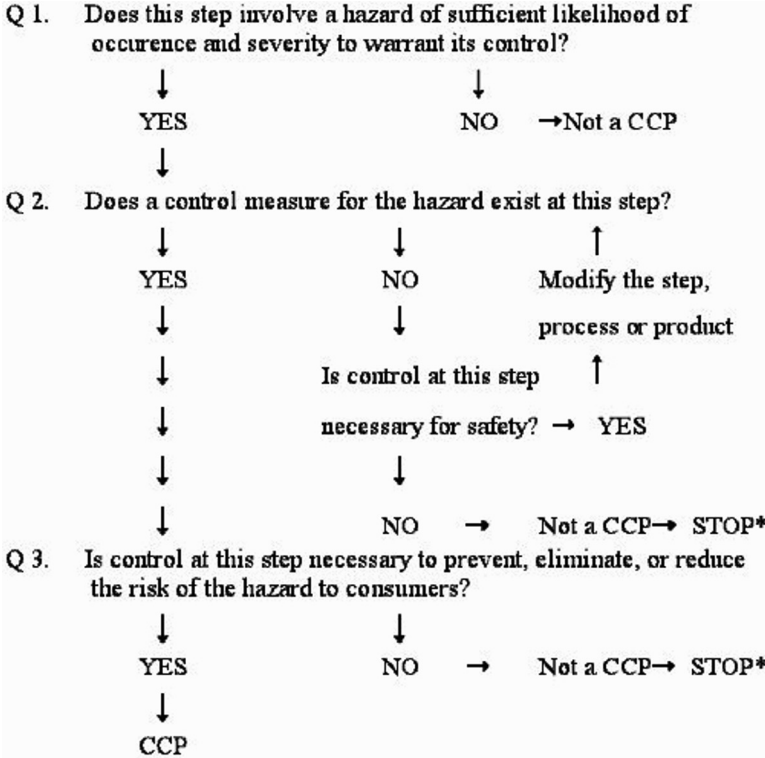 Q 1. Does this step involve a hazard of sufficient likelihood of
occurence and severity to warrant its control?
↓ ↓
YES NO →Not a CCP
↓
Q 2. Does a control measure for the hazard exist at this step?
↓ ↓ ↑
YES NO Modify the step,
↓ ↓ process or product
↓ Is control at this step ↑
↓ necessary for safety? → YES
↓ ↓
↓ NO → Not a CCP→ STOP*
Q 3. Is control at this step necessary to prevent, eliminate, or reduce
the risk of the hazard to consumers?
↓ ↓
YES NO → Not a CCP→ STOP*
↓
CCP